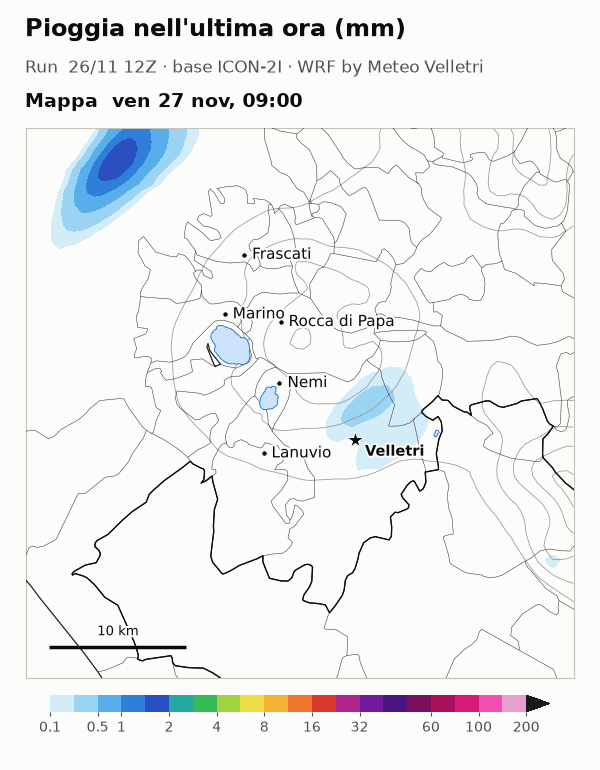 Pioggia nell'ultima ora (mm)
Run  26/11 12Z · base ICON-2I · WRF by Meteo Velletri
Mappa  ven 27 nov, 09:00
Frascati
Marino
Rocca di Papa
Nemi
Velletri
Lanuvio
10 km
0.1 0.5 1 2 4 8 16 32 60 100 200